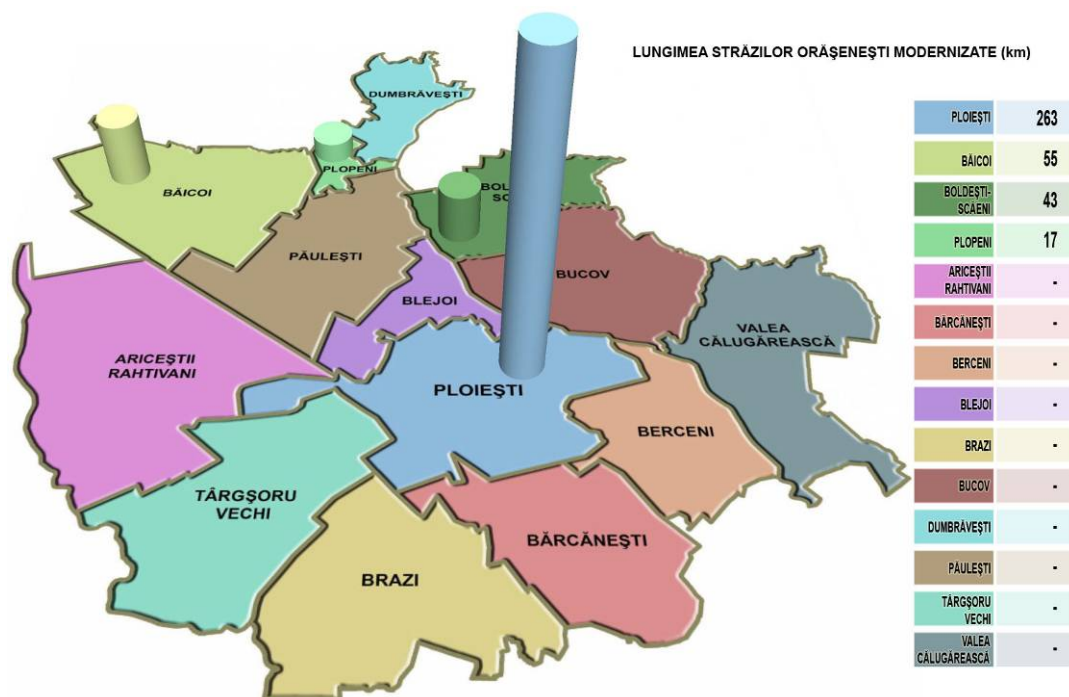 LUNGIMEA STRĂZILOR ORĂŞENEŞTI MODERNIZATE (km)
DUMBRĂVEŞTI
PLOPENI
BĂICOI
BOL
SC
PĂULEŞTI
BUCOV
BLEJOI
VALEA
CĂLUGĂREASCĂ
ARICEŞTII
RAHTIVANI
PLOIEŞTI
BERCENI
TÂRGŞORU
VECHI
BĂRCĂNEŞTI
BRAZI
PLOIEŞTI 263
BĂICOI 55
BOLDEŞTI-
SCĂENI 43
PLOPENI 17
ARICEŞTII
RAHTIVANI -
BĂRCĂNEŞTI -
BERCENI -
BLEJOI -
BRAZI -
BUCOV -
DUMBRĂVEŞTI -
PĂULEŞTI -
TÂRGŞORU
VECHI -
VALEA
CĂLUGĂREASCĂ -